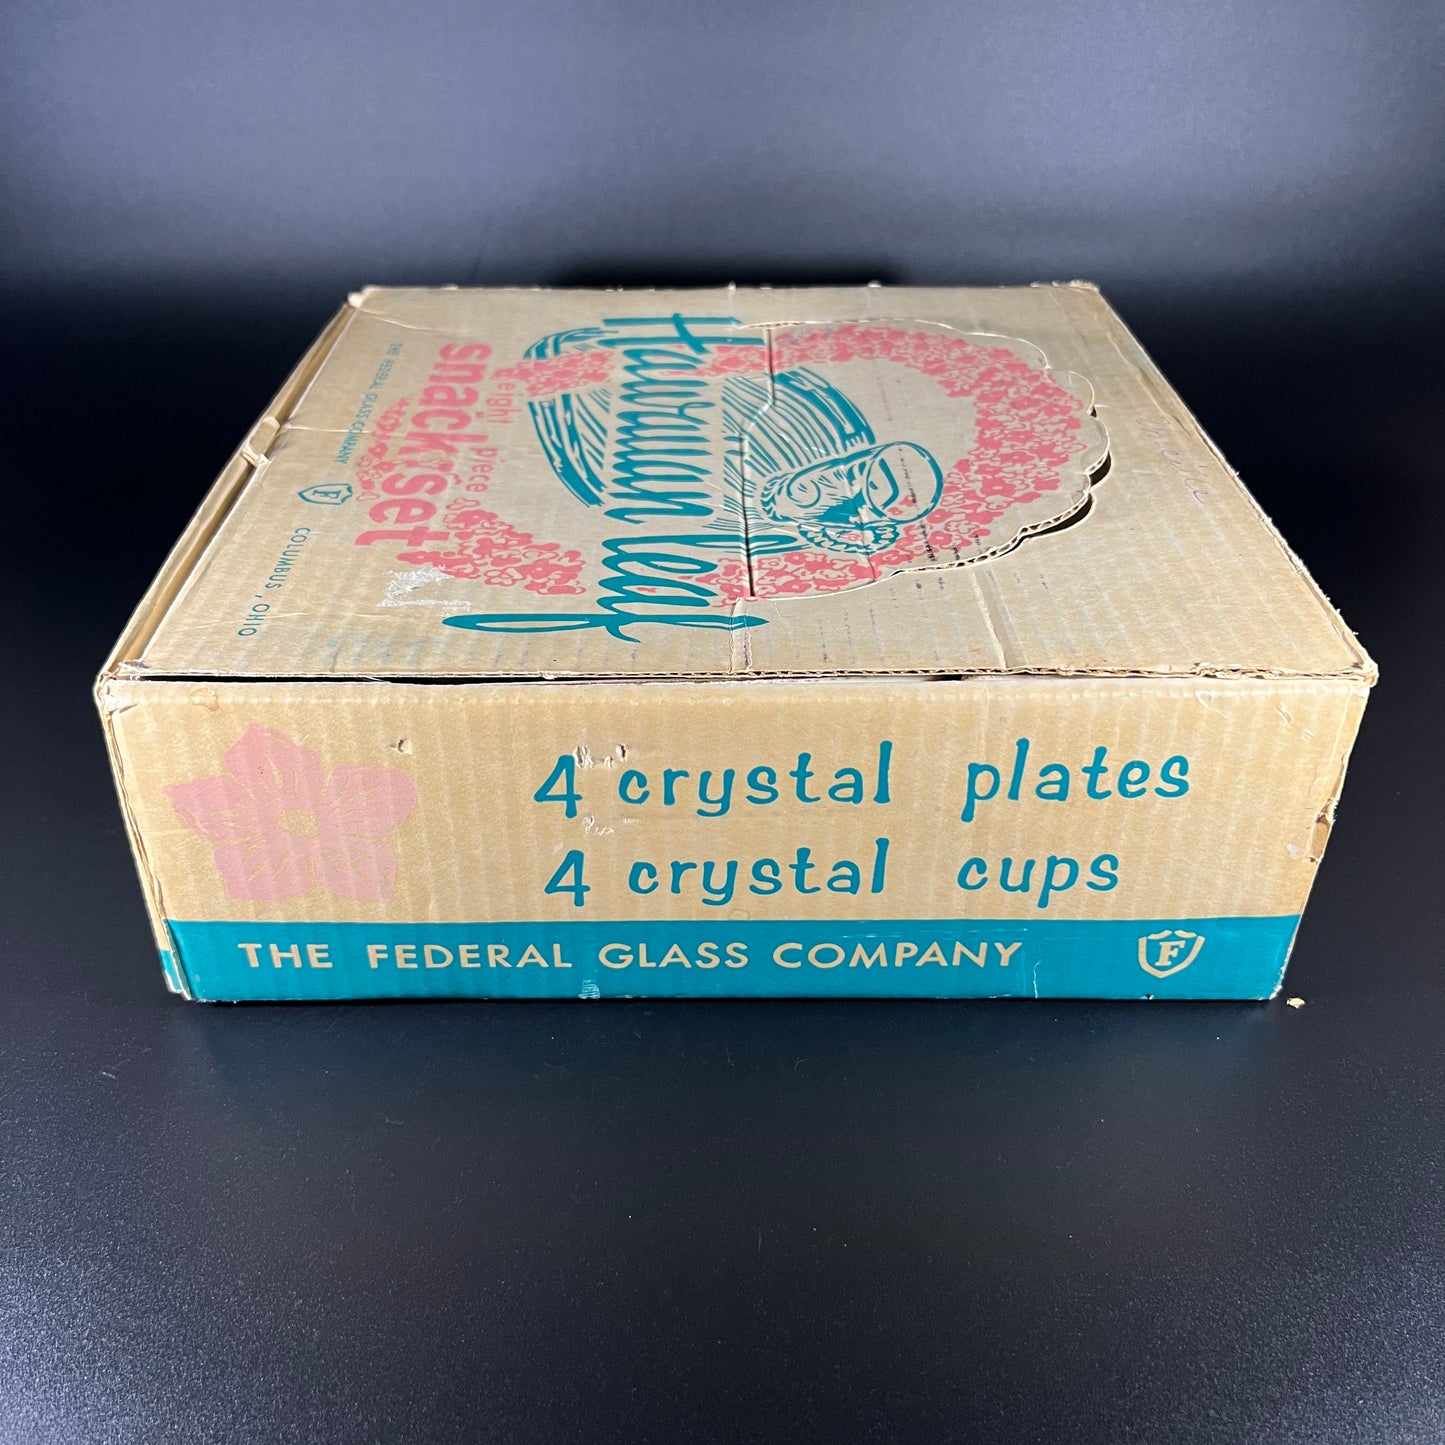 Hawaiian leaf
eight piece
snack set
THE FEDERAL GLASS COMPANY F COLUMBUS, OHIO
4 crystal plates
4 crystal cups
THE FEDERAL GLASS COMPANY F